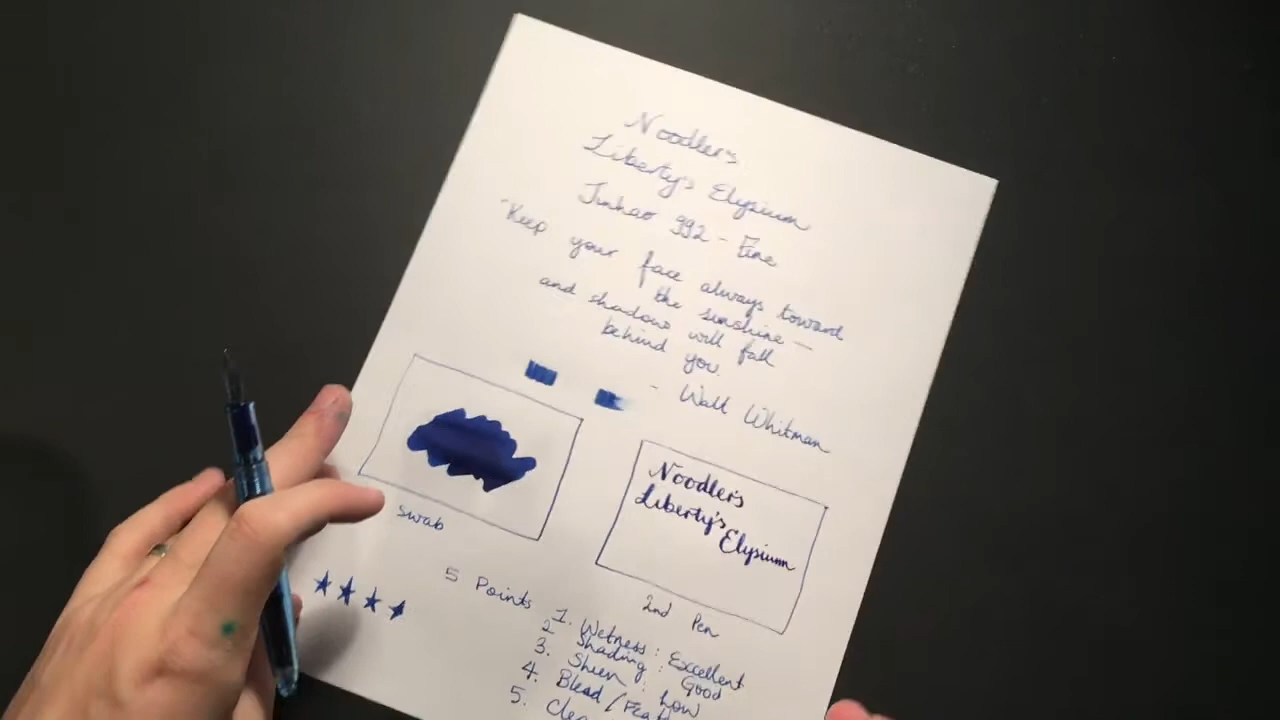 Noodler's
Liberty's Elysium
Jinhao 992 - Fine
"Keep your face always toward
the sunshine —
and shadows will fall
behind you.
- Walt Whitman
swab
Noodler's
Liberty's
Elysium
2nd Pen
5 Points
1. Wetness: Excellent
2 Shading: Good
3. Sheen: Low
4. Bleed/
5.